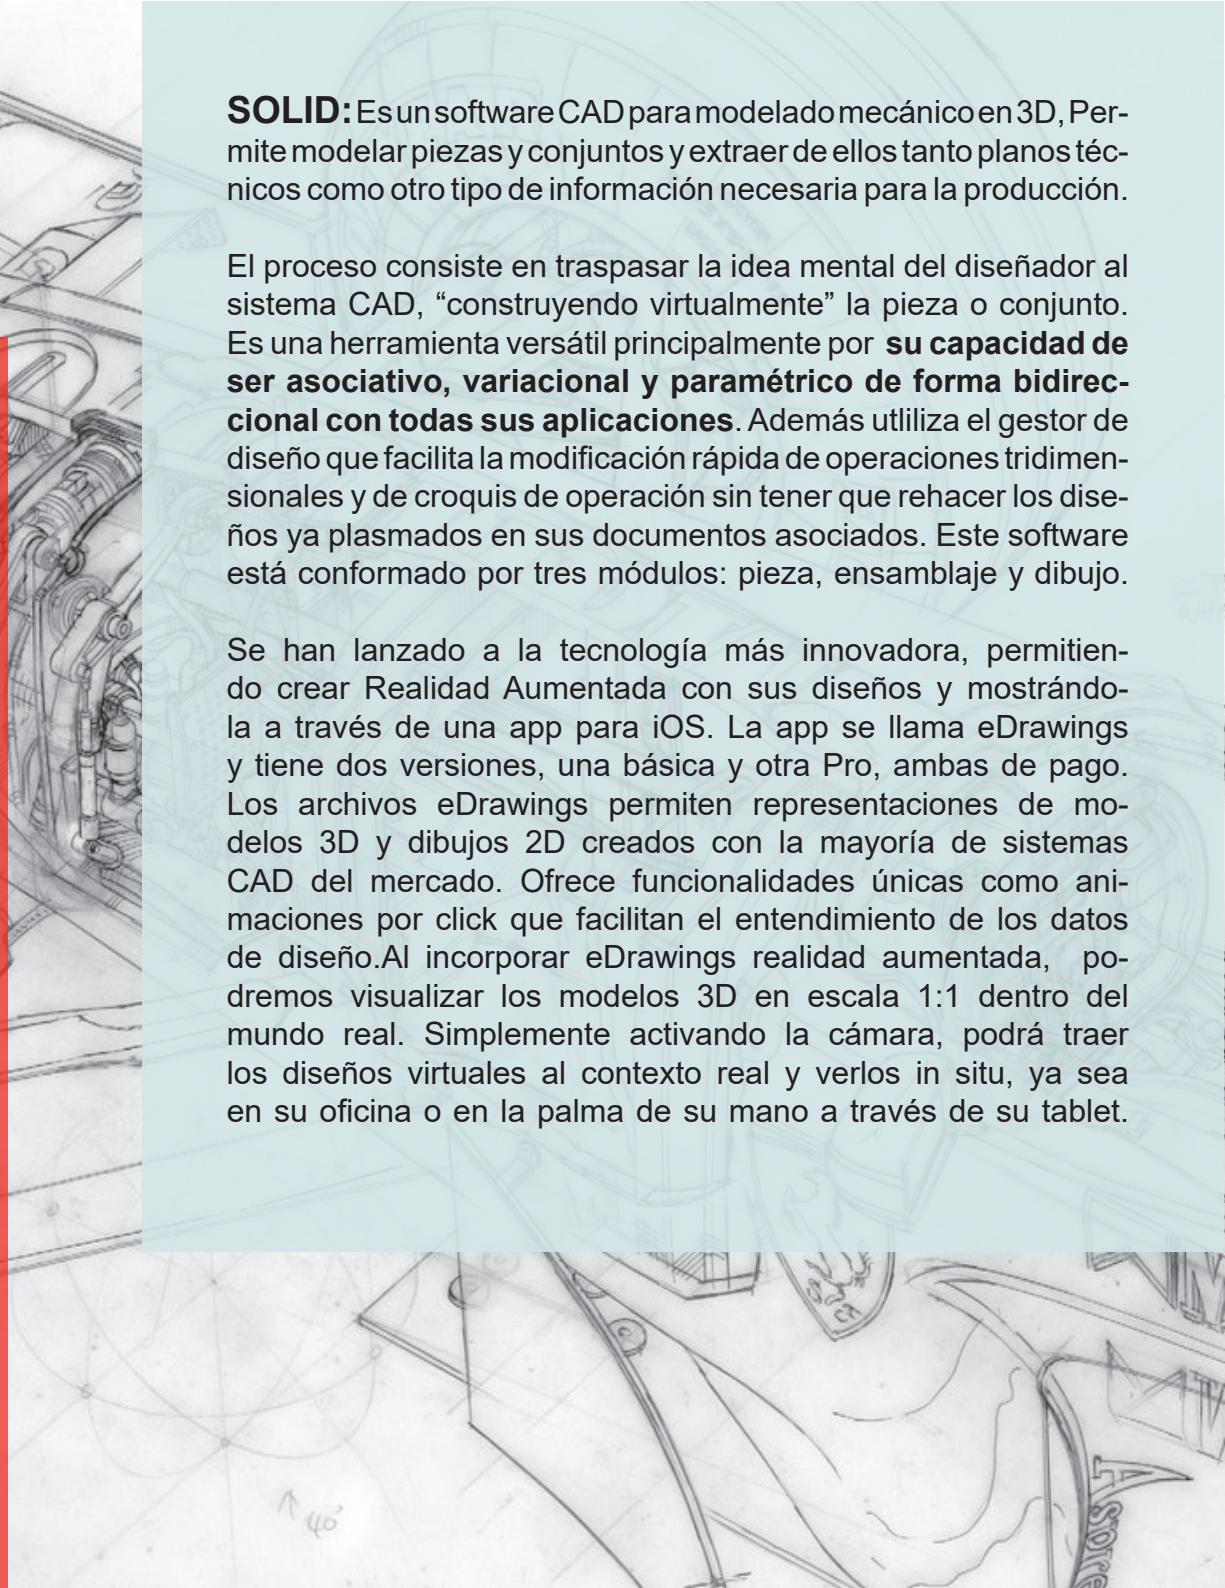 SOLID: Es un software CAD para modelado mecánico en 3D, Per-
mite modelar piezas y conjuntos y extraer de ellos tanto planos téc-
nicos como otro tipo de información necesaria para la producción.
El proceso consiste en traspasar la idea mental del diseñador al
sistema CAD, “construyendo virtualmente” la pieza o conjunto.
Es una herramienta versátil principalmente por su capacidad de
ser asociativo, variacional y paramétrico de forma bidirec-
cional con todas sus aplicaciones. Además utliliza el gestor de
diseño que facilita la modificación rápida de operaciones tridimen-
sionales y de croquis de operación sin tener que rehacer los dise-
ños ya plasmados en sus documentos asociados. Este software
está conformado por tres módulos: pieza, ensamblaje y dibujo.
Se han lanzado a la tecnología más innovadora, permitien-
do crear Realidad Aumentada con sus diseños y mostrándo-
la a través de una app para iOS. La app se llama eDrawings
y tiene dos versiones, una básica y otra Pro, ambas de pago.
Los archivos eDrawings permiten representaciones de mo-
delos 3D y dibujos 2D creados con la mayoría de sistemas
CAD del mercado. Ofrece funcionalidades únicas como ani-
maciones por click que facilitan el entendimiento de los datos
de diseño.Al incorporar eDrawings realidad aumentada, po-
dremos visualizar los modelos 3D en escala 1:1 dentro del
mundo real. Simplemente activando la cámara, podrá traer
los diseños virtuales al contexto real y verlos in situ, ya sea
en su oficina o en la palma de su mano a través de su tablet.
40°